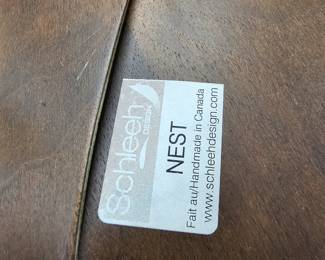 Schleeh
DESIGN
NEST
Fait au/Handmade in Canada
www.schleehdesign.com